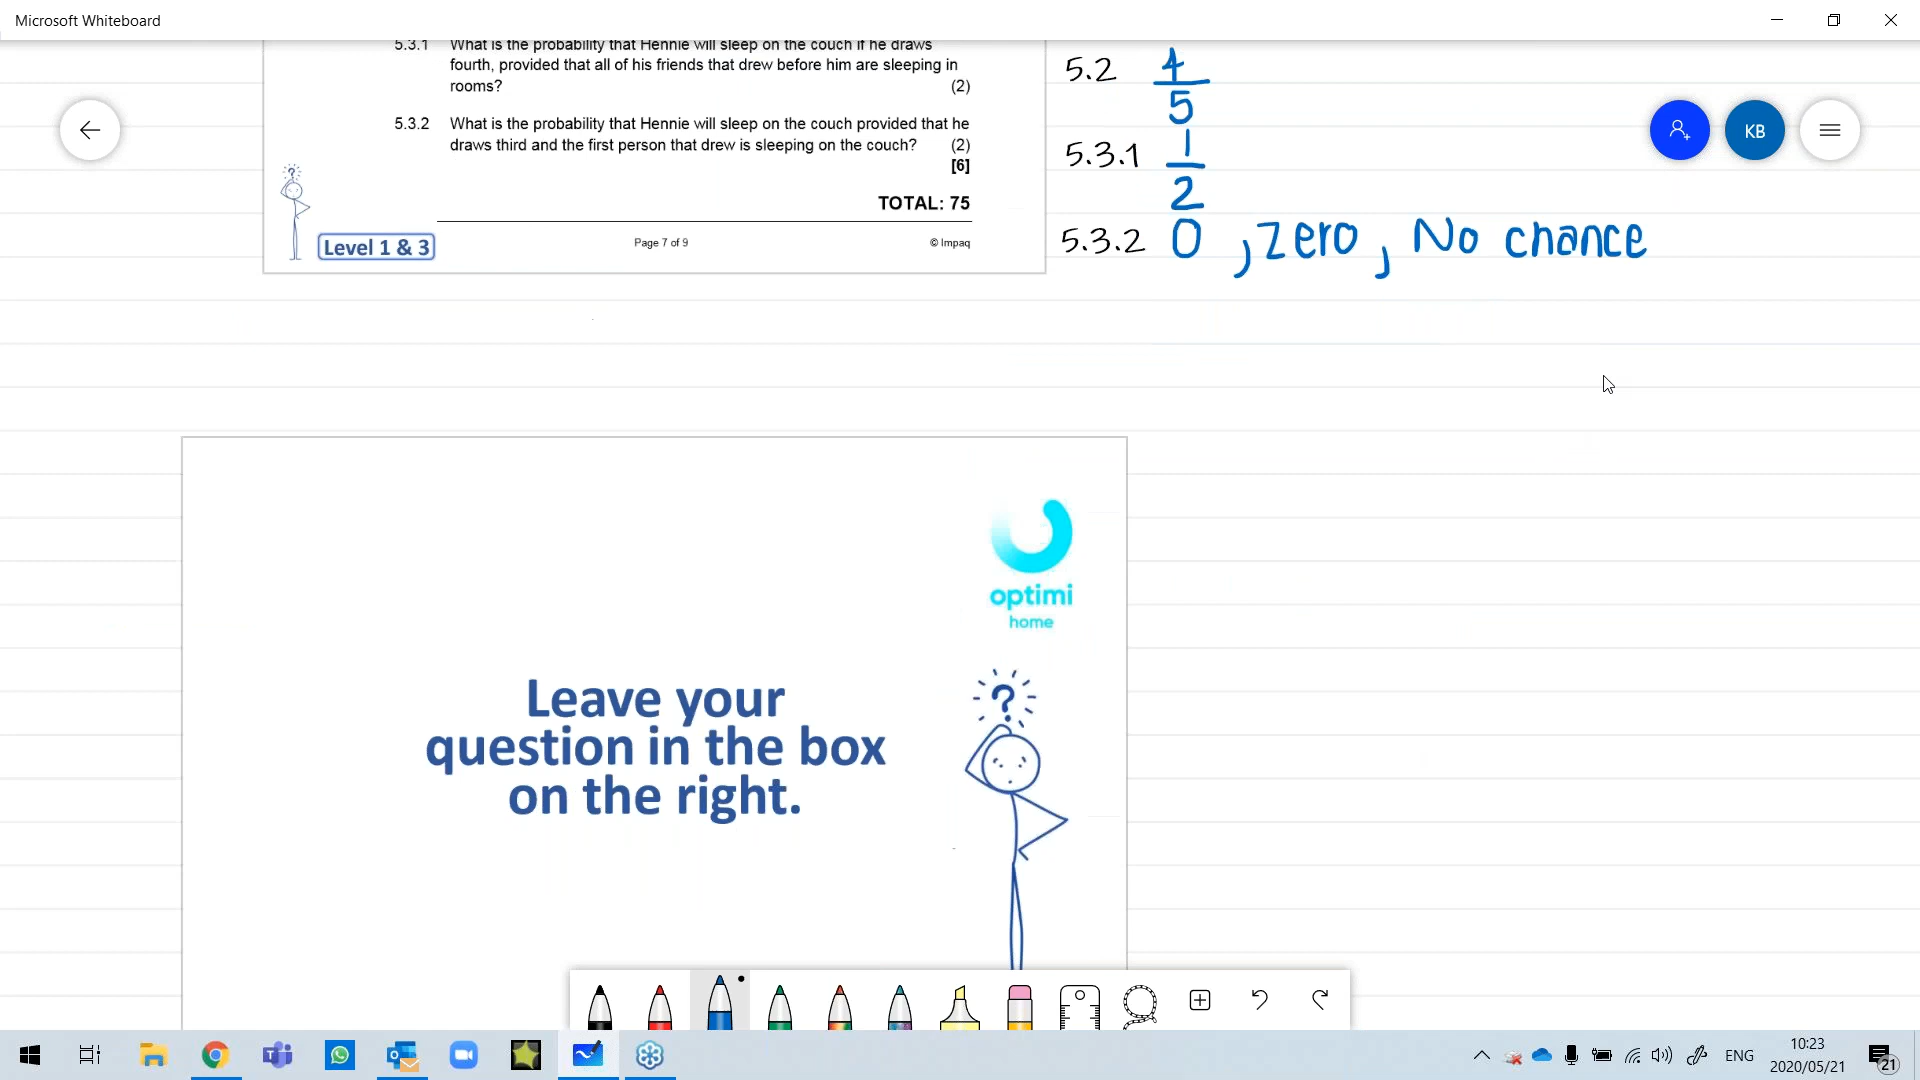 Microsoft Whiteboard
5.3.1 What is the probability that Hennie will sleep on the couch if he draws
fourth, provided that all of his friends that drew before him are sleeping in
rooms? (2)
5.3.2 What is the probability that Hennie will sleep on the couch provided that he
draws third and the first person that drew is sleeping on the couch? (2)
[6]
TOTAL: 75
?
Level 1 & 3
Page 7 of 9
© Impaq
5.2 4
5
5.3.1 1
2
5.3.2 0 , Zero , No chance
KB
optimi
home
?
Leave your
question in the box
on the right.
ENG
10:23
2020/05/21
21